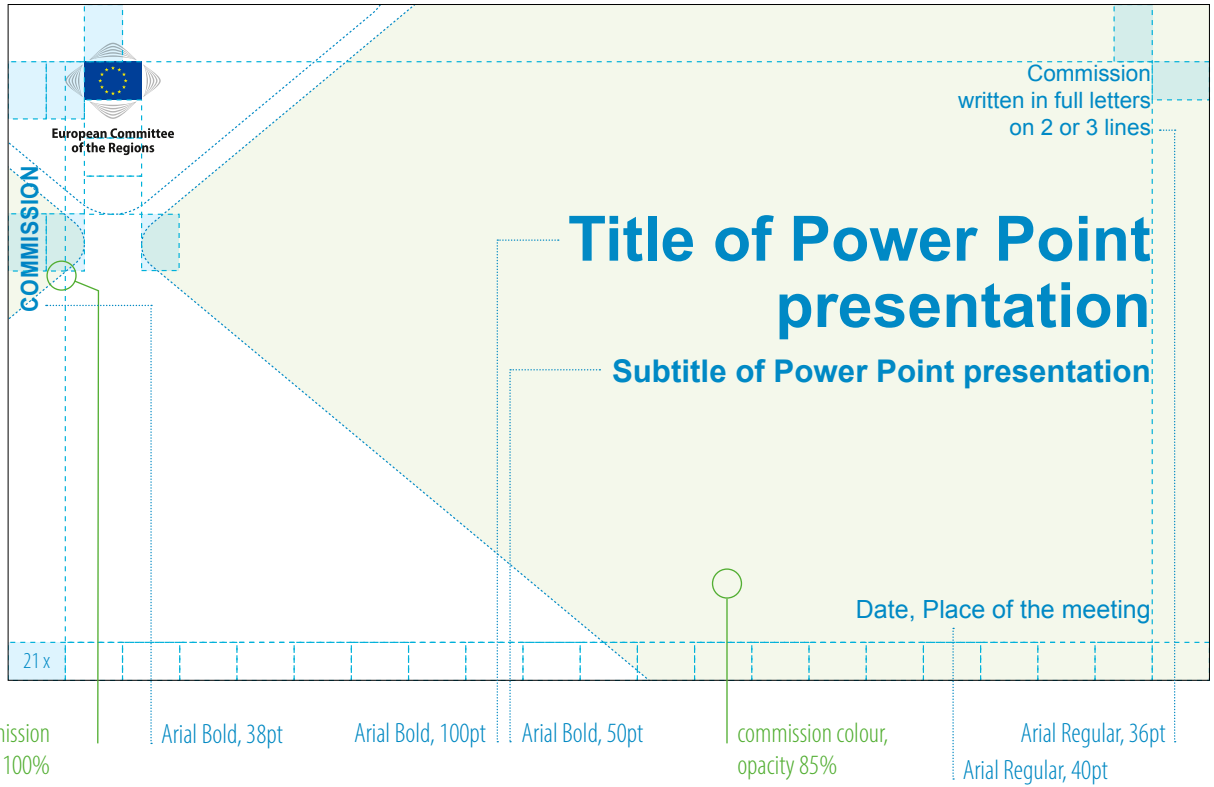 Commission
written in full letters
on 2 or 3 lines
European Committee
of the Regions
COMMISSION
Title of Power Point
presentation
Subtitle of Power Point presentation
Date, Place of the meeting
21 x
Arial Bold, 38pt
Arial Bold, 100pt
Arial Bold, 50pt
commission colour,
opacity 85%
Arial Regular, 36pt
Arial Regular, 40pt
100%